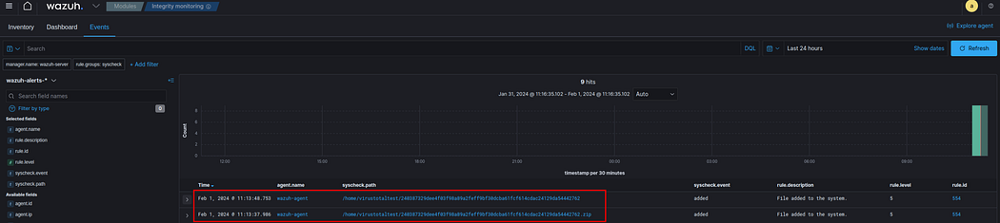 wazuh. Modules Integrity monitoring a
Inventory Dashboard Events Explore agent
Search DQL Last 24 hours Show dates Refresh
manager.name: wazuh-server rule.groups: syscheck + Add filter
wazuh-alerts-*
Search field names
Filter by type 0
Selected fields
agent.name
rule.description
rule.id
rule.level
syscheck.event
syscheck.path
Available fields
agent.id
agent.ip
9 hits
Jan 31, 2024 @ 11:16:35.102 - Feb 1, 2024 @ 11:16:35.102 Auto
Count
8
6
4
2
0
12:00 15:00 18:00 21:00 00:00 03:00 06:00 09:00
timestamp per 30 minutes
Time agent.name syscheck.path syscheck.event rule.description rule.level rule.id
Feb 1, 2024 @ 11:13:48.753 wazuh-agent added File added to the system. 5 554
Feb 1, 2024 @ 11:13:37.986 wazuh-agent added File added to the system. 5 554